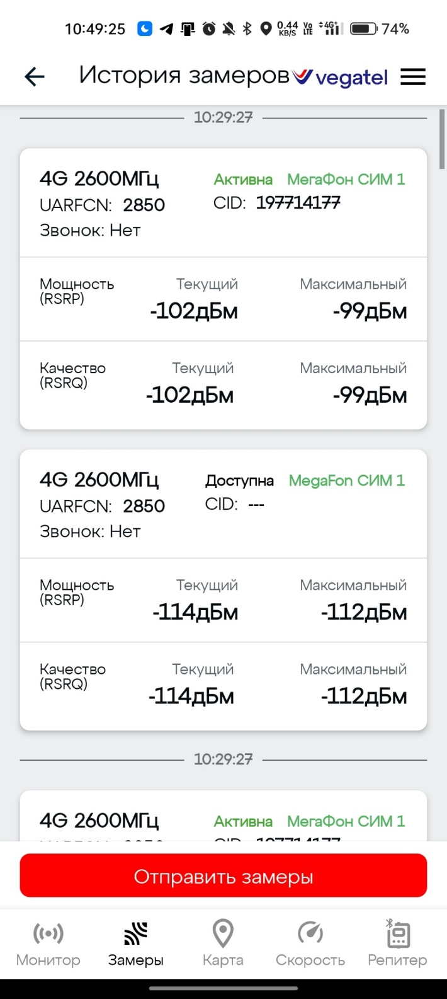 10:49:25 0.44 KB/S Vo LTE 4G+ 74%
История замеров vegatel
10:29:27
4G 2600МГц Активна МегаФон СИМ 1
UARFCN: 2850 CID: 197714177
Звонок: Нет
Мощность Текущий Максимальный
(RSRP) -102дБм -99дБм
Качество Текущий Максимальный
(RSRQ) -102дБм -99дБм
4G 2600МГц Доступна MegaFon СИМ 1
UARFCN: 2850 CID: ---
Звонок: Нет
Мощность Текущий Максимальный
(RSRP) -114дБм -112дБм
Качество Текущий Максимальный
(RSRQ) -114дБм -112дБм
10:29:27
4G 2600МГц Активна МегаФон СИМ 1
CID: 197714177
Отправить замеры
Монитор Замеры Карта Скорость Репитер